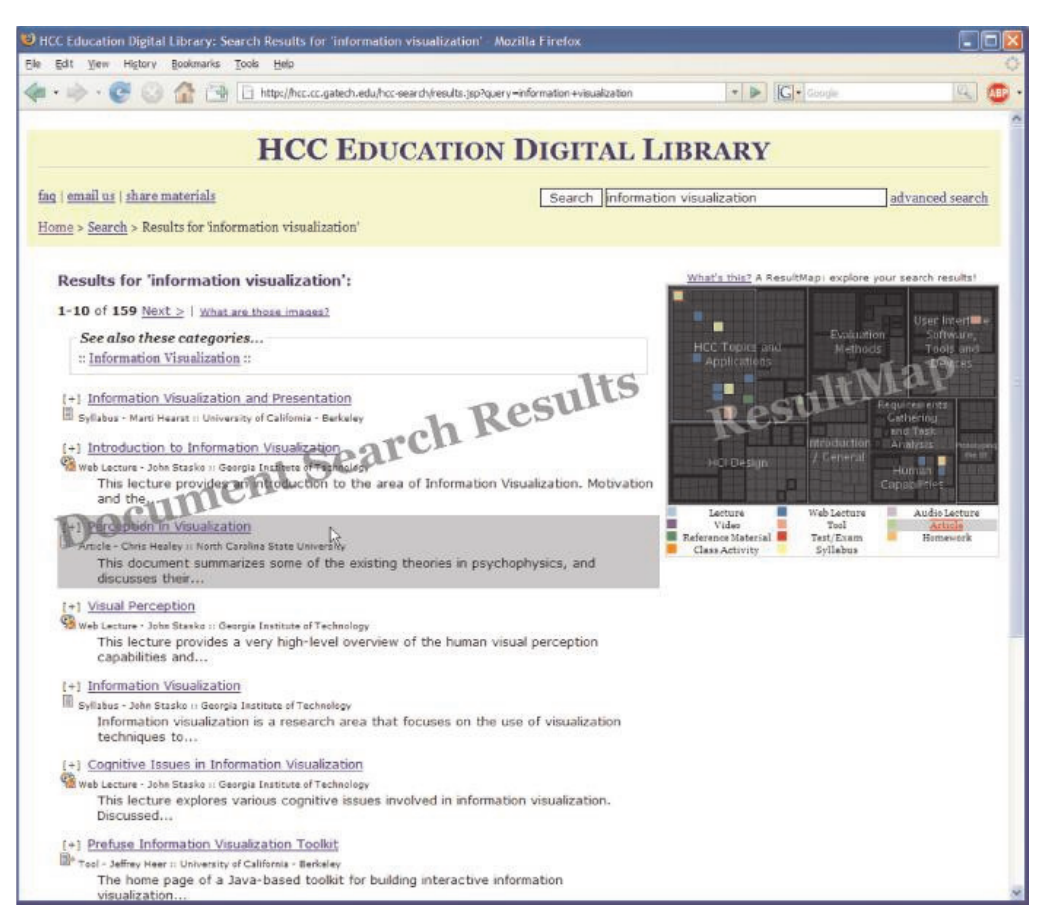 HCC Education Digital Library: Search Results for 'information visualization' - Mozilla Firefox
File Edit View History Bookmarks Tools Help
http://hcc.cc.gatech.edu/hcc-search/results.jsp?query=information+visualization
G Google
ABP
HCC EDUCATION DIGITAL LIBRARY
faq | email us | share materials
Search information visualization advanced search
Home > Search > Results for 'information visualization'
Results for 'information visualization':
What's this? A ResultMap: explore your search results!
1-10 of 159 Next > | What are those images?
See also these categories...
:: Information Visualization ::
[+] Information Visualization and Presentation
Syllabus - Marti Hearst :: University of California - Berkeley
[+] Introduction to Information Visualization
Web Lecture - John Stasko :: Georgia Institute of Technology
This lecture provides an introduction to the area of Information Visualization. Motivation
and the...
[+] Perception in Visualization
Article - Chris Healey :: North Carolina State University
This document summarizes some of the existing theories in psychophysics, and
discusses their...
[+] Visual Perception
Web Lecture - John Stasko :: Georgia Institute of Technology
This lecture provides a very high-level overview of the human visual perception
capabilities and...
[+] Information Visualization
Syllabus - John Stasko :: Georgia Institute of Technology
Information visualization is a research area that focuses on the use of visualization
techniques to...
[+] Cognitive Issues in Information Visualization
Web Lecture - John Stasko :: Georgia Institute of Technology
This lecture explores various cognitive issues involved in information visualization.
Discussed...
[+] Prefuse Information Visualization Toolkit
Tool - Jeffrey Heer :: University of California - Berkeley
The home page of a Java-based toolkit for building interactive information
visualization...
Document Search Results
ResultMap
HCC Topics and
Applications
Evaluation
Methods
User Interface
Software,
Tools and
Devices
Requirements
Gathering
and Task
Analysis
HCI Design
Introduction
/ General
Human
Capabilities
Lecture Web Lecture Audio Lecture
Video Tool Article
Reference Material Test/Exam Homework
Class Activity Syllabus